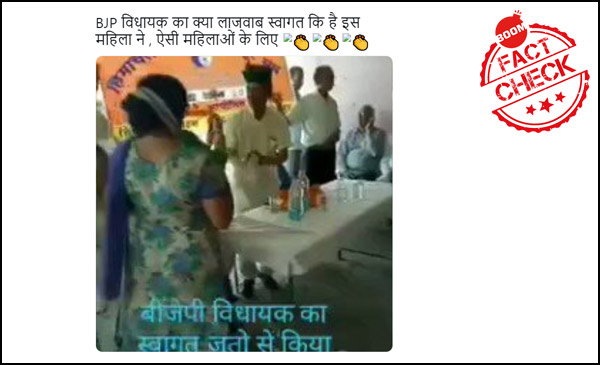 BJP विधायक का क्या लाजवाब स्वागत कि है इस
महिला ने , ऐसी महिलाओं के लिए
BOOM
FACT
CHECK
बीजेपी विधायक का
स्वागत जूतो से किया